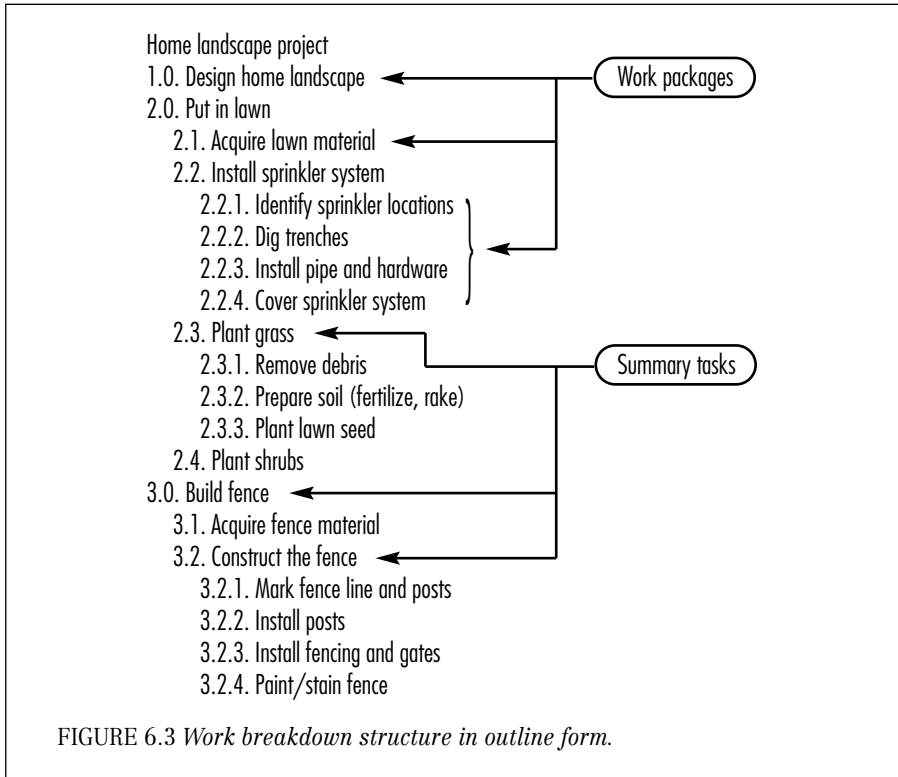 Home landscape project
1.0. Design home landscape
Work packages
2.0. Put in lawn
2.1. Acquire lawn material
2.2. Install sprinkler system
2.2.1. Identify sprinkler locations
2.2.2. Dig trenches
2.2.3. Install pipe and hardware
2.2.4. Cover sprinkler system
2.3. Plant grass
2.3.1. Remove debris
Summary tasks
2.3.2. Prepare soil (fertilize, rake)
2.3.3. Plant lawn seed
2.4. Plant shrubs
3.0. Build fence
3.1. Acquire fence material
3.2. Construct the fence
3.2.1. Mark fence line and posts
3.2.2. Install posts
3.2.3. Install fencing and gates
3.2.4. Paint/stain fence
FIGURE 6.3 Work breakdown structure in outline form.